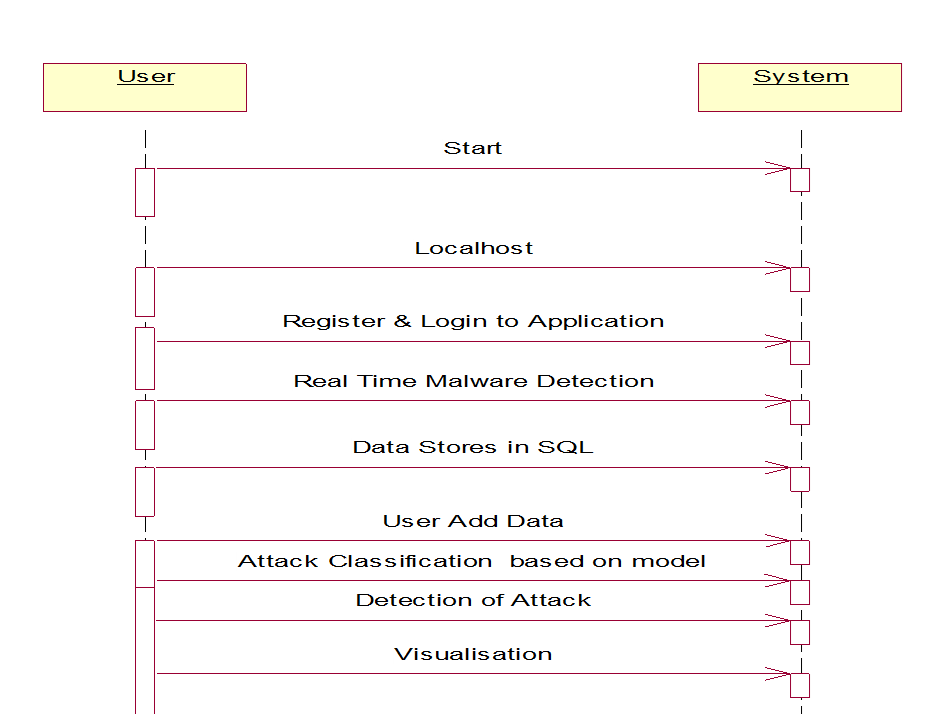 User
System
Start
Localhost
Register & Login to Application
Real Time Malware Detection
Data Stores in SQL
User Add Data
Attack Classification  based on model
Detection of Attack
Visualisation